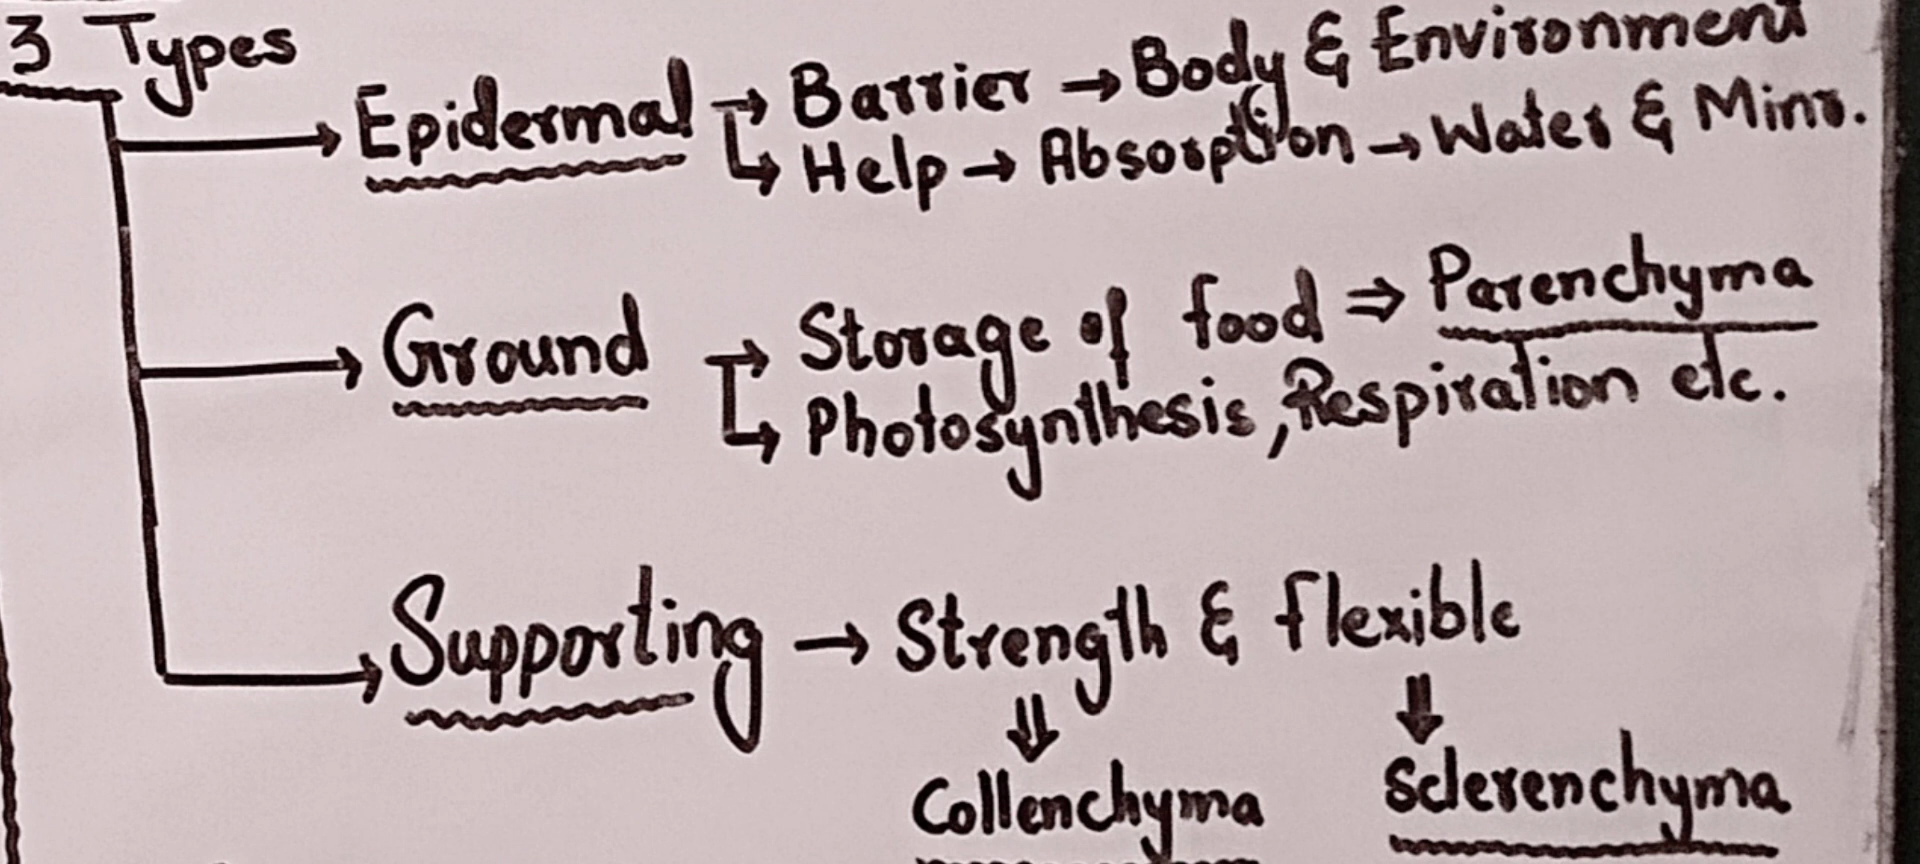 3 Types
Epidermal → Barrier → Body & Environment
↳ Help → Absorption → Water & Minr.
Ground → Storage of food ⇒ Parenchyma
↳ Photosynthesis, Respiration etc.
Supporting → Strength & flexible
⇓ ⇓
Collenchyma Sclerenchyma